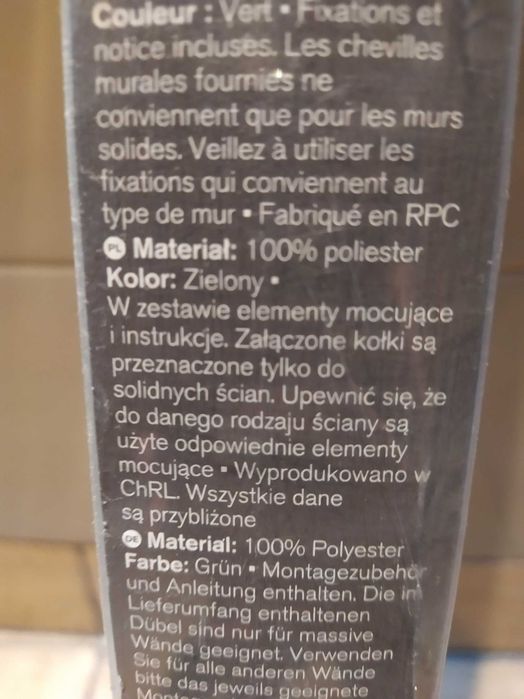 Couleur : Vert ▪ Fixations et
notice incluses. Les chevilles
murales fournies ne
conviennent que pour les murs
solides. Veillez à utiliser les
fixations qui conviennent au
type de mur ▪ Fabriqué en RPC
PL Material: 100% poliester
Kolor: Zielony ▪
W zestawie elementy mocujące
i instrukcje. Załączone kołki są
przeznaczone tylko do
solidnych ścian. Upewnić się, że
do danego rodzaju ściany są
użyte odpowiednie elementy
mocujące ▪ Wyprodukowano w
ChRL. Wszystkie dane
są przybliżone
DE Material: 100% Polyester
Farbe: Grün ▪ Montagezubehör
und Anleitung enthalten. Die im
Lieferumfang enthaltenen
Dübel sind nur für massive
Wände geeignet. Verwenden
Sie für alle anderen Wände
bitte das jeweils geeignete